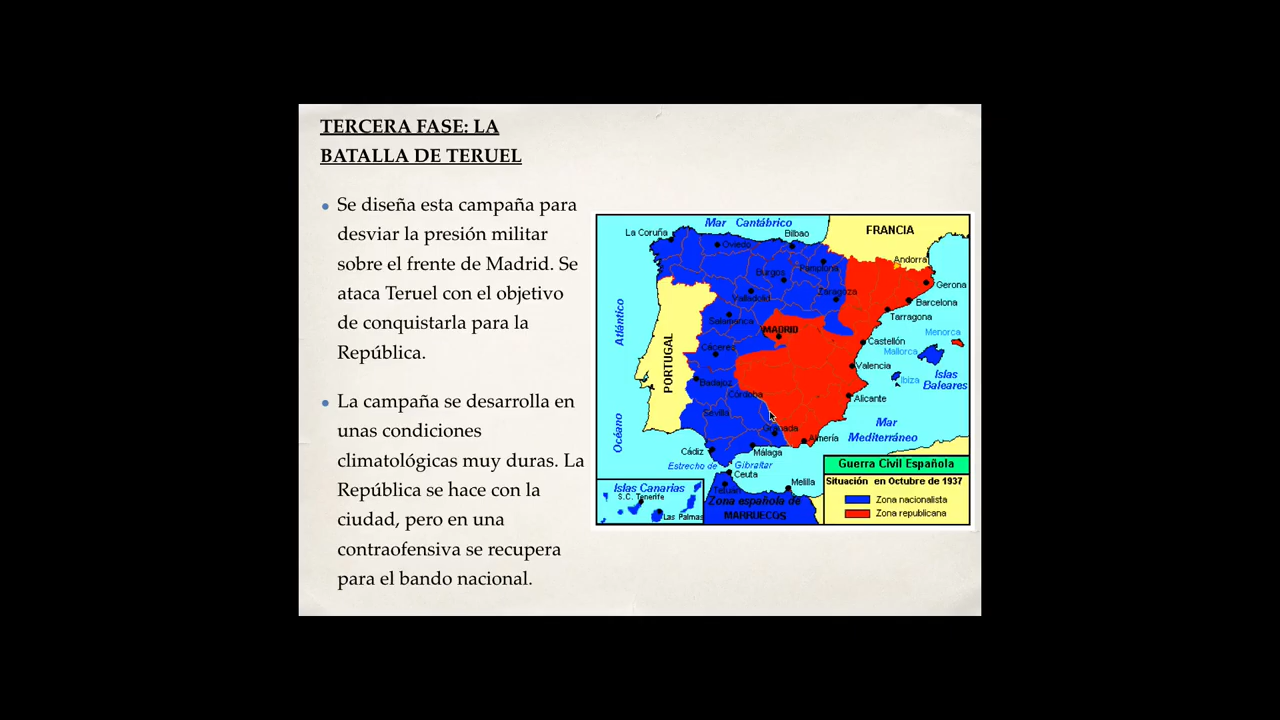 TERCERA FASE: LA
BATALLA DE TERUEL
• Se diseña esta campaña para
desviar la presión militar
sobre el frente de Madrid. Se
ataca Teruel con el objetivo
de conquistarla para la
República.
• La campaña se desarrolla en
unas condiciones
climatológicas muy duras. La
República se hace con la
ciudad, pero en una
contraofensiva se recupera
para el bando nacional.
Mar Cantábrico
FRANCIA
La Coruña
Oviedo
Bilbao
Andorra
Pamplona
Burgos
Gerona
Zaragoza
Valladolid
Barcelona
Tarragona
Salamanca
Atlántico
MADRID
Menorca
Castellón
Cáceres
Mallorca
PORTUGAL
Valencia
Islas
Baleares
Ibiza
Badajoz
Córdoba
Alicante
Sevilla
Océano
Mar
Mediterráneo
Granada
Almería
Cádiz
Málaga
Estrecho de Gibraltar
Ceuta
Melilla
Tetuán
Zona española de
MARRUECOS
Islas Canarias
S.C. Tenerife
Las Palmas
Guerra Civil Española
Situación en Octubre de 1937
Zona nacionalista
Zona republicana